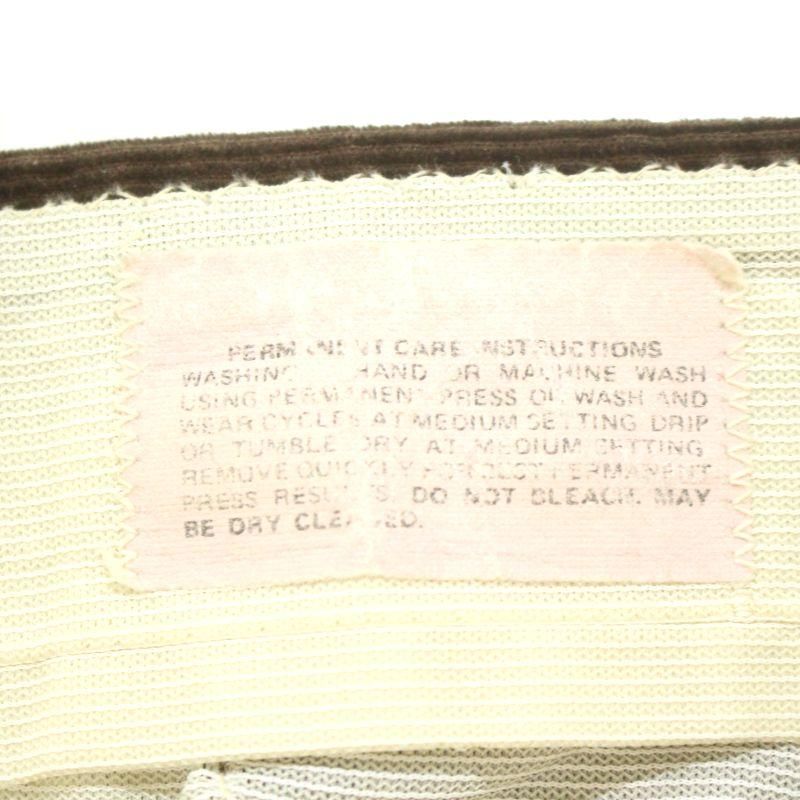 PERMANENT CARE INSTRUCTIONS
WASHING HAND OR MACHINE WASH
USING PERMANENT PRESS OR WASH AND
WEAR CYCLES AT MEDIUM SETTING DRIP
OR TUMBLE DRY AT MEDIUM SETTING
REMOVE QUICKLY FOR BEST PERMANENT
PRESS RESULTS. DO NOT BLEACH. MAY
BE DRY CLEANED.